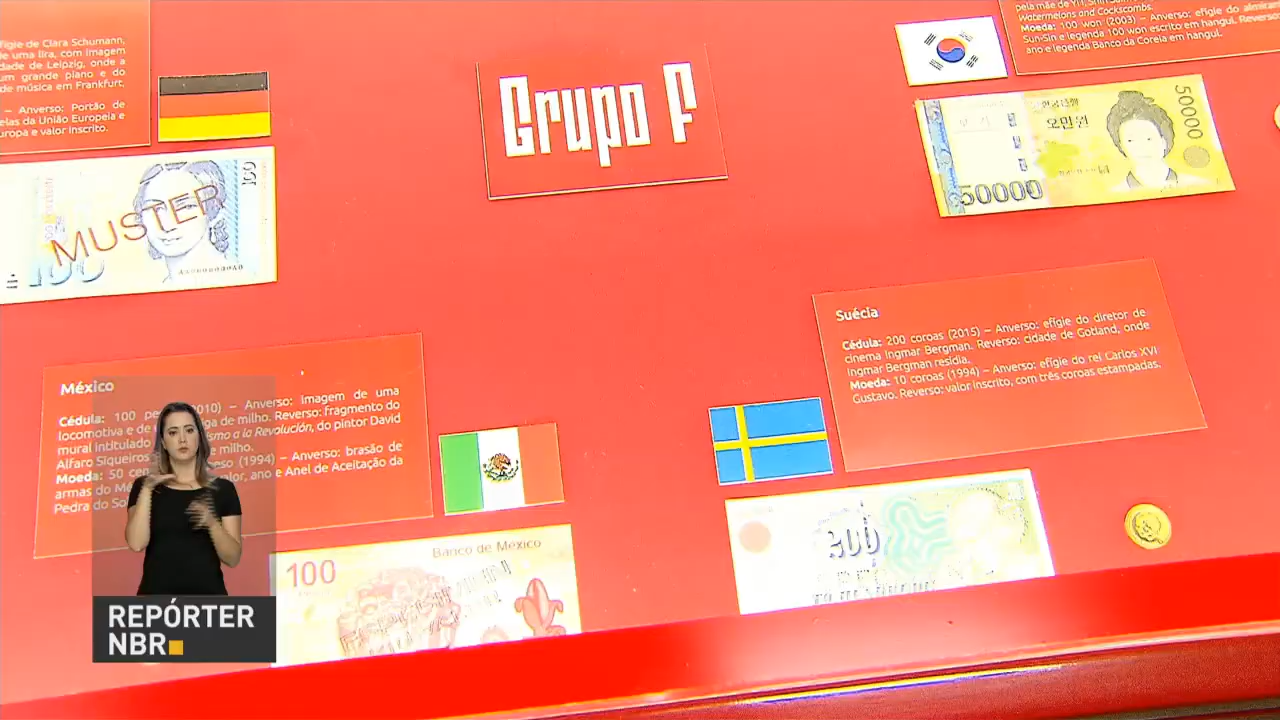 fígie de Clara Schumann,
de uma lira, com imagem
dade de Leipzig, onde a
um grande piano e do
de música em Frankfurt.
– Anverso: Portão de
elas da União Europeia e
uropa e valor inscrito.
100
MUSTER
Grupo F
Watermelons and Cockscombs.
Moeda: 100 won (2003) – Anverso: efígie do almirante
Sun-Sin e legenda 100 won escrito em hangul. Reverso
ano e legenda Banco da Coreia em hangul.
50000
오만원
50000
México
Cédula: 100 pe 2010) – Anverso: imagem de uma
locomotiva e de ga de milho. Reverso: fragmento do
mural intitulado ismo a la Revolución, do pintor David
Alfaro Siqueiros e milho.
Moeda: 50 cen eso (1994) – Anverso: brasão de
armas do Mé alor, ano e Anel de Aceitação da
Pedra do So
Suécia
Cédula: 200 coroas (2015) – Anverso: efígie do diretor de
cinema Ingmar Bergman. Reverso: cidade de Gotland, onde
Ingmar Bergman residia.
Moeda: 10 coroas (1994) – Anverso: efígie do rei Carlos XVI
Gustavo. Reverso: valor inscrito, com três coroas estampadas.
100
Banco de México
REPÓRTER
NBR